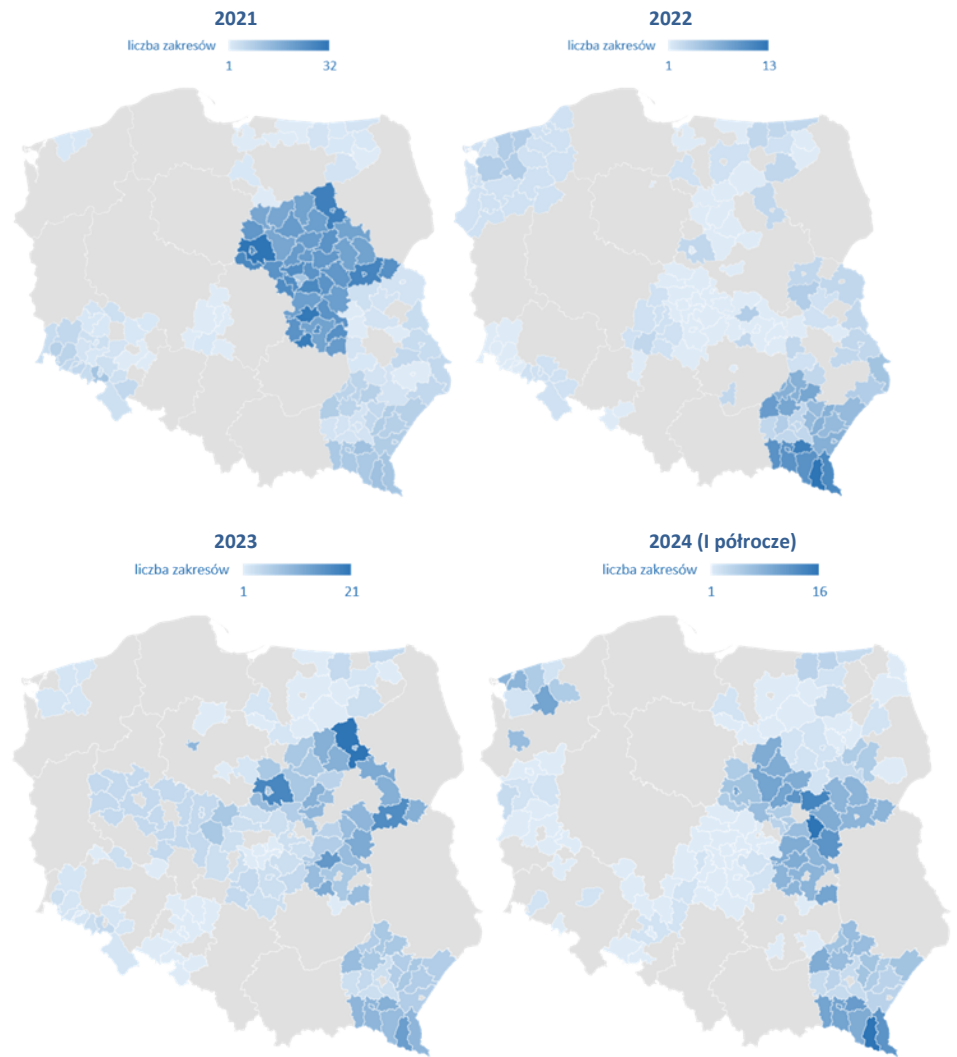 2021
liczba zakresów
1 32
2022
liczba zakresów
1 13
2023
liczba zakresów
1 21
2024 (I półrocze)
liczba zakresów
1 16